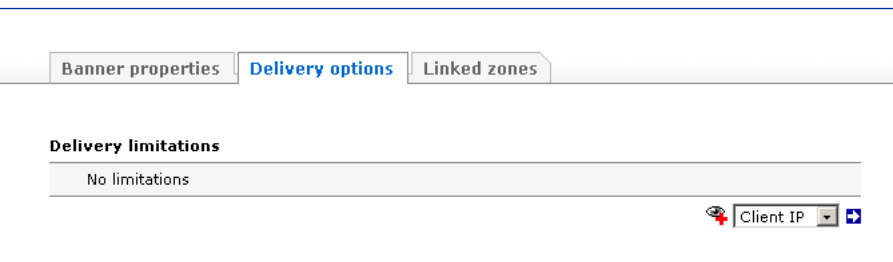 Banner properties Delivery options Linked zones
Delivery limitations
No limitations
Client IP